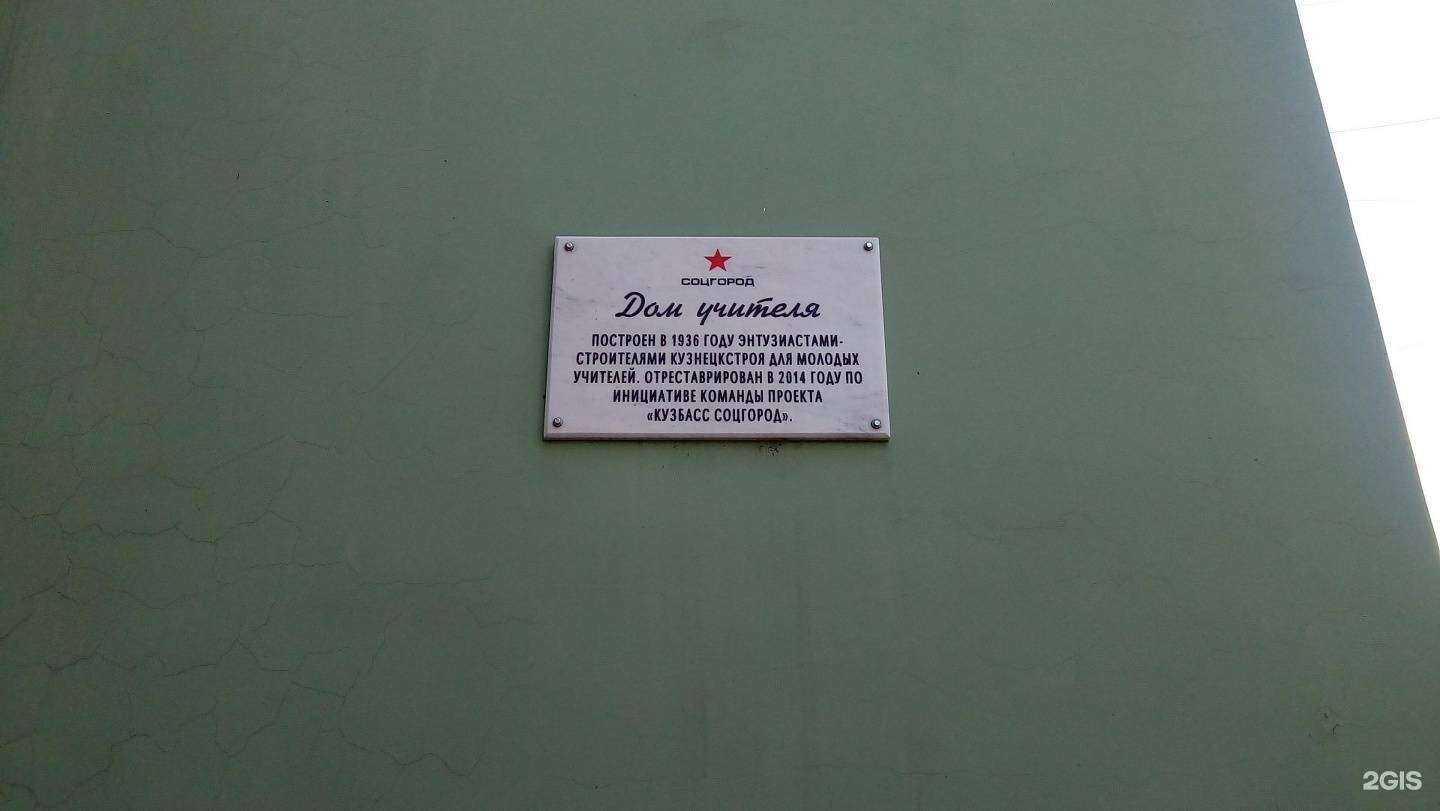 СОЦГОРОД
Дом учителя
ПОСТРОЕН В 1936 ГОДУ ЭНТУЗИАСТАМИ-
СТРОИТЕЛЯМИ КУЗНЕЦКСТРОЯ ДЛЯ МОЛОДЫХ
УЧИТЕЛЕЙ. ОТРЕСТАВРИРОВАН В 2014 ГОДУ ПО
ИНИЦИАТИВЕ КОМАНДЫ ПРОЕКТА
«КУЗБАСС СОЦГОРОД».
2GIS